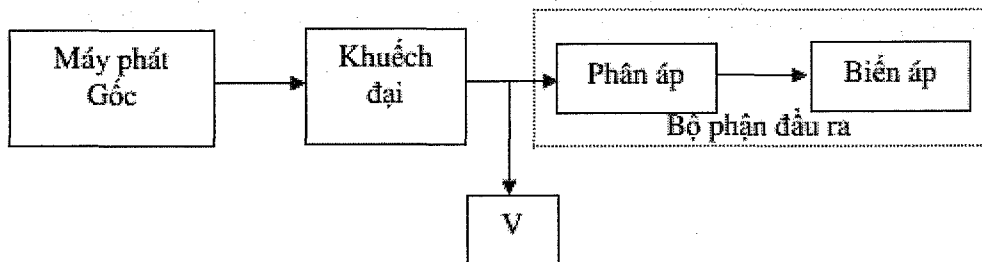 Máy phát
Gốc
Khuếch
đại
Phân áp
Biến áp
Bộ phận đầu ra
V